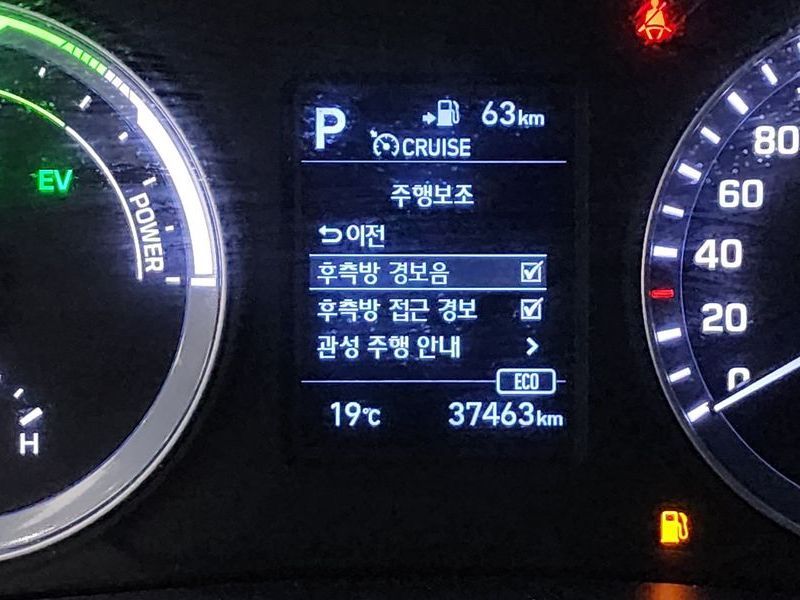 P 63km
CRUISE
주행보조
이전
후측방 경보음
후측방 접근 경보
관성 주행 안내
ECO
19℃ 37463km
EV
POWER
H
80
60
40
20
0